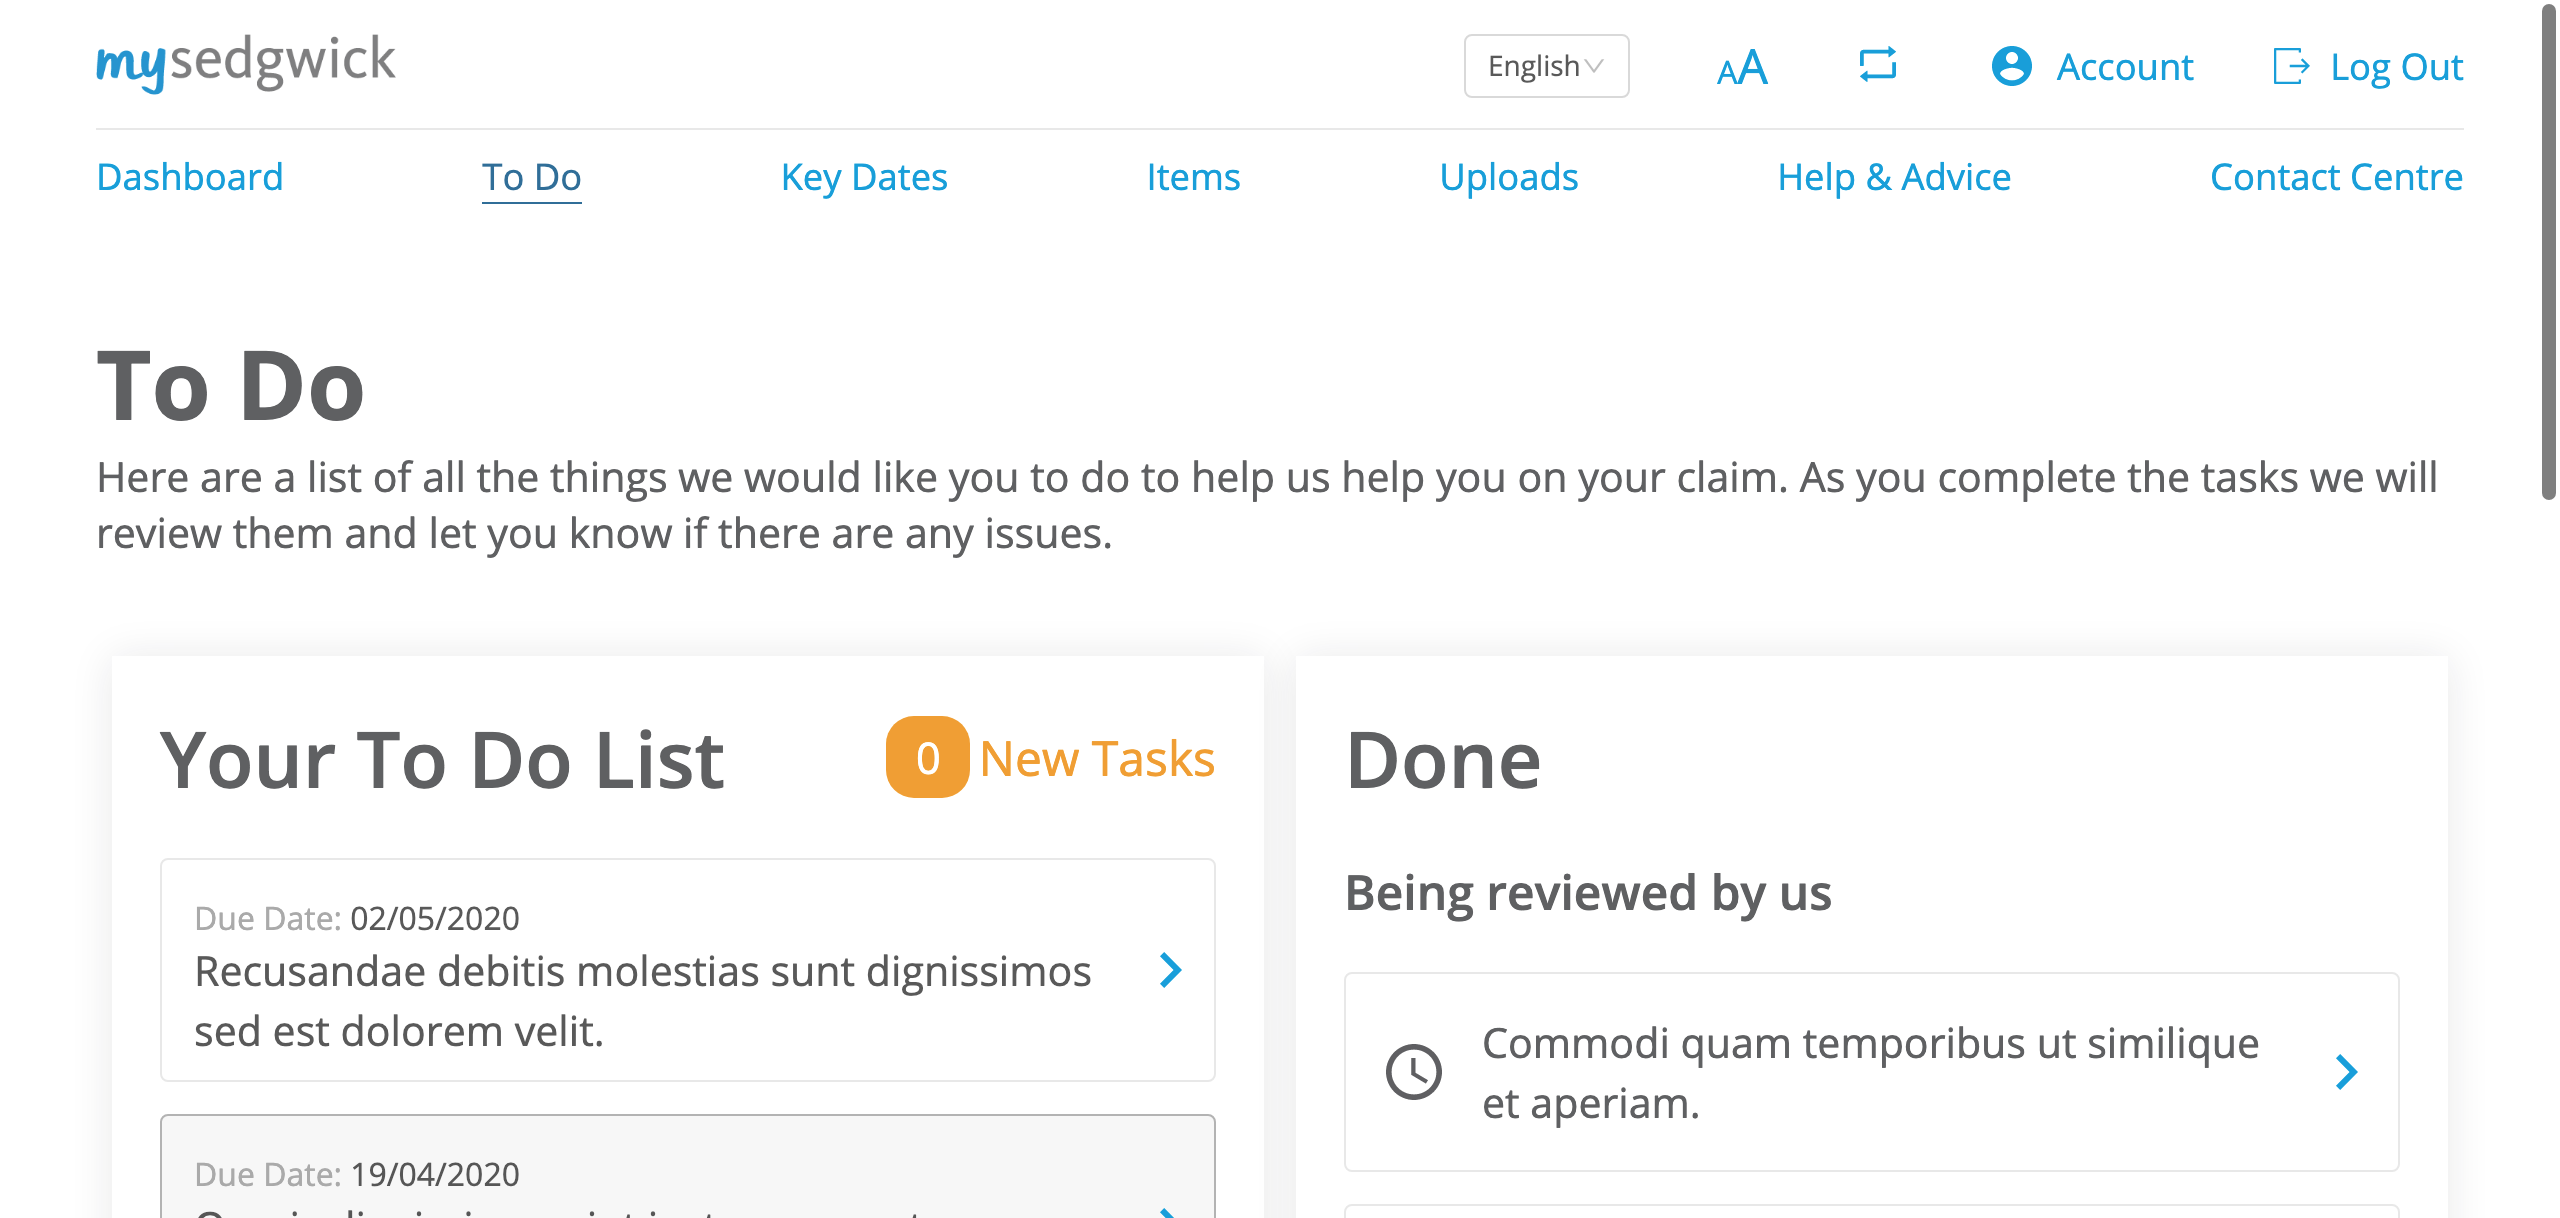 mysedgwick
English
AA
Account
Log Out
Dashboard
To Do
Key Dates
Items
Uploads
Help & Advice
Contact Centre
To Do
Here are a list of all the things we would like you to do to help us help you on your claim. As you complete the tasks we will
review them and let you know if there are any issues.
Your To Do List
0 New Tasks
Due Date: 02/05/2020
Recusandae debitis molestias sunt dignissimos
sed est dolorem velit.
Due Date: 19/04/2020
Done
Being reviewed by us
Commodi quam temporibus ut similique
et aperiam.